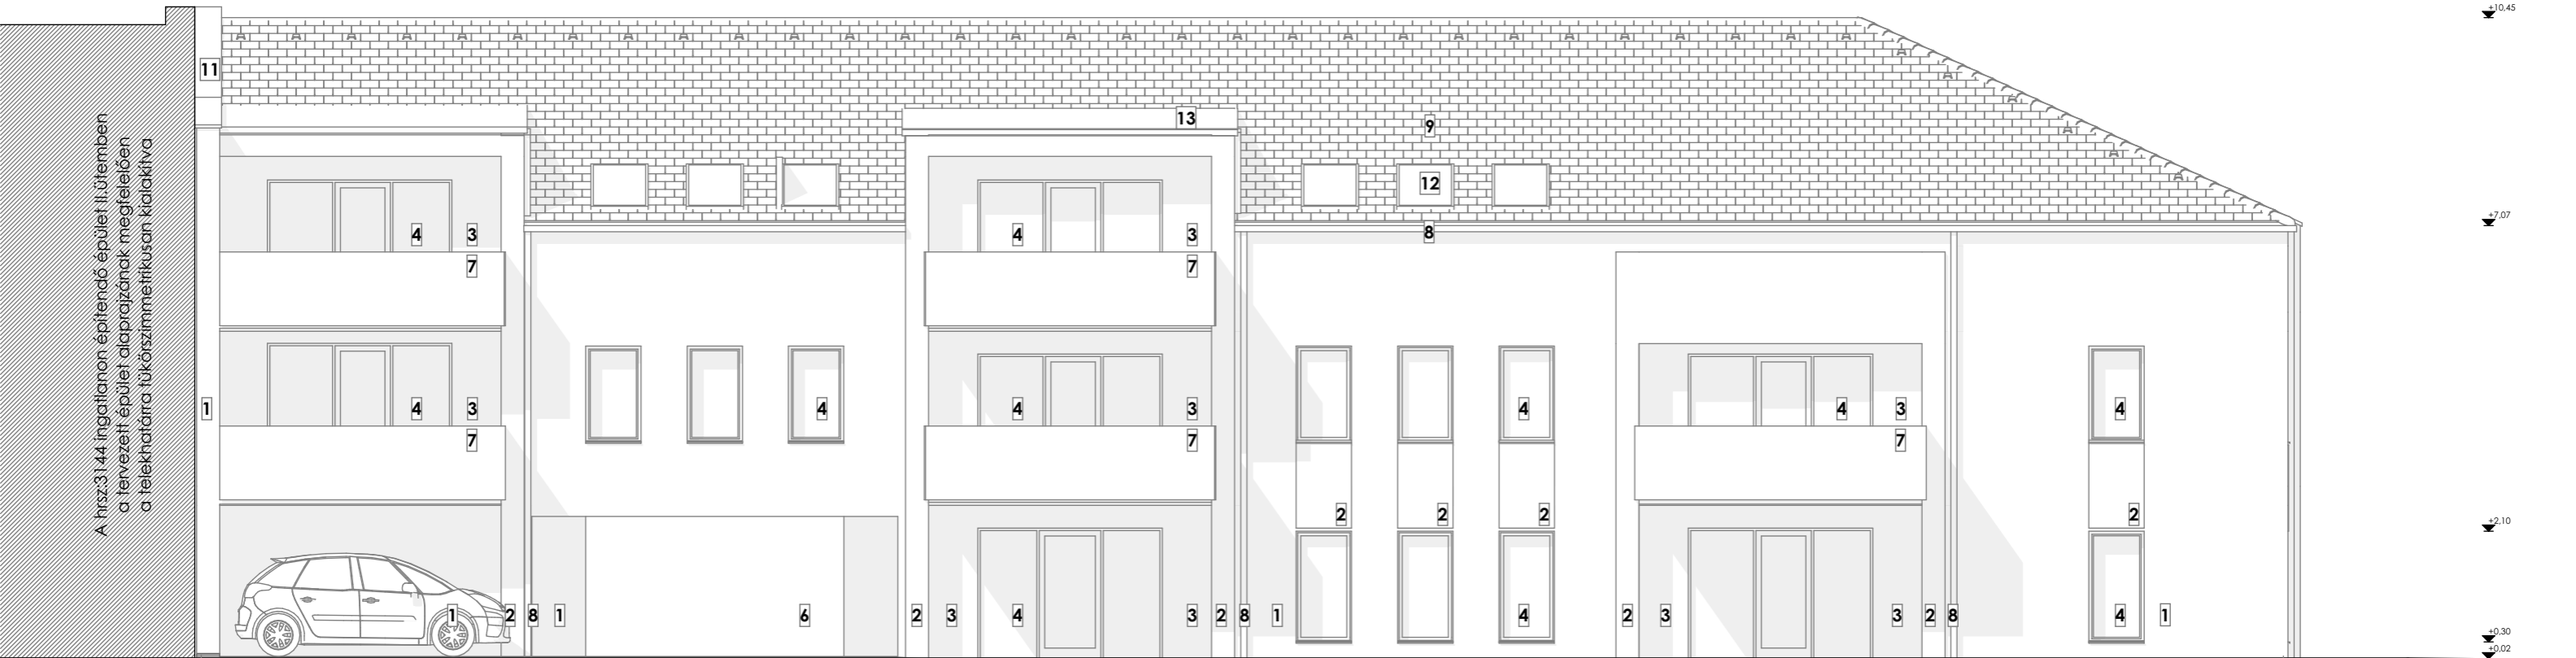 A hrsz:3144 ingatlanon építendő épület II.ütemben
a tervezett épület alaprajzának megfelelően
a telekhatárra tükörszimmetrikusan kialakítva
+10,45
11
13
9
12
4 3 4 3 8
+7,07
7 7
1 4 3 4 4 3 4 4 3 4
7 7 7
2 2 2 2
+2,10
1 2 8 1 6 2 3 4 3 2 8 1 4 2 3 3 2 8 4 1
+0,30
+0,02